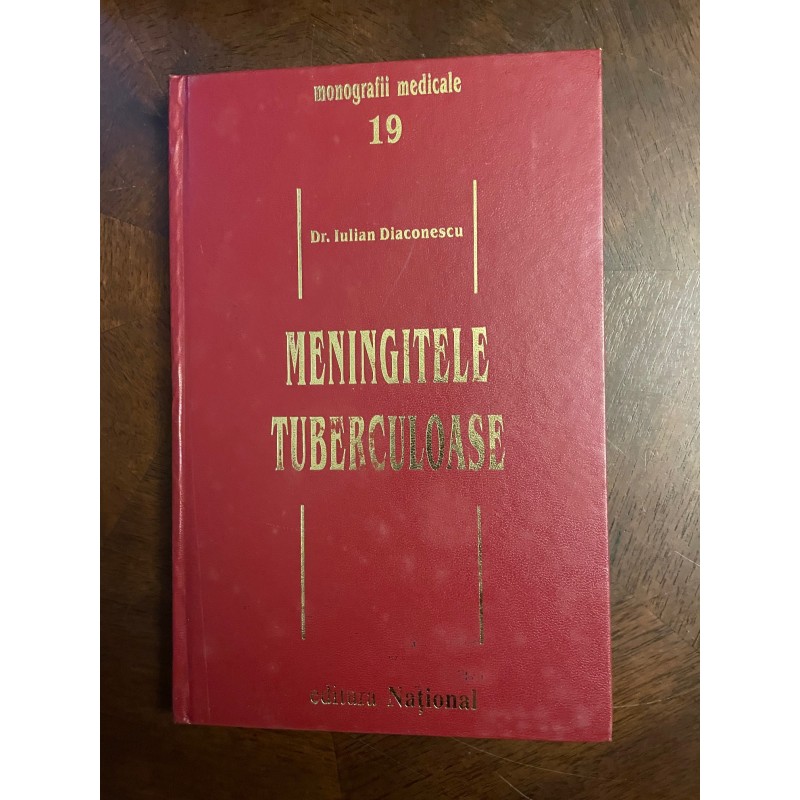 monografii medicale
19
Dr. Iulian Diaconescu
MENINGITELE
TUBERCULOASE
editura Național